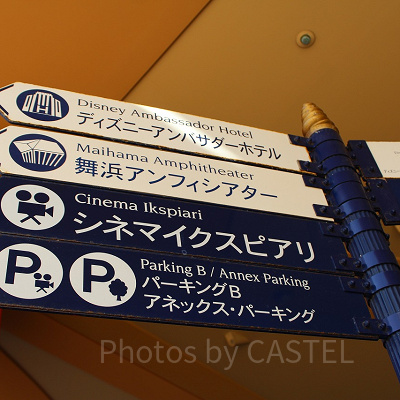 Disney Ambassador Hotel
ディズニーアンバサダーホテル
Maihama Amphitheater
舞浜アンフィシアター
Cinema Ikspiari
シネマイクスピアリ
P P
Parking B / Annex Parking
パーキングB
アネックス・パーキング
Photos by CASTEL